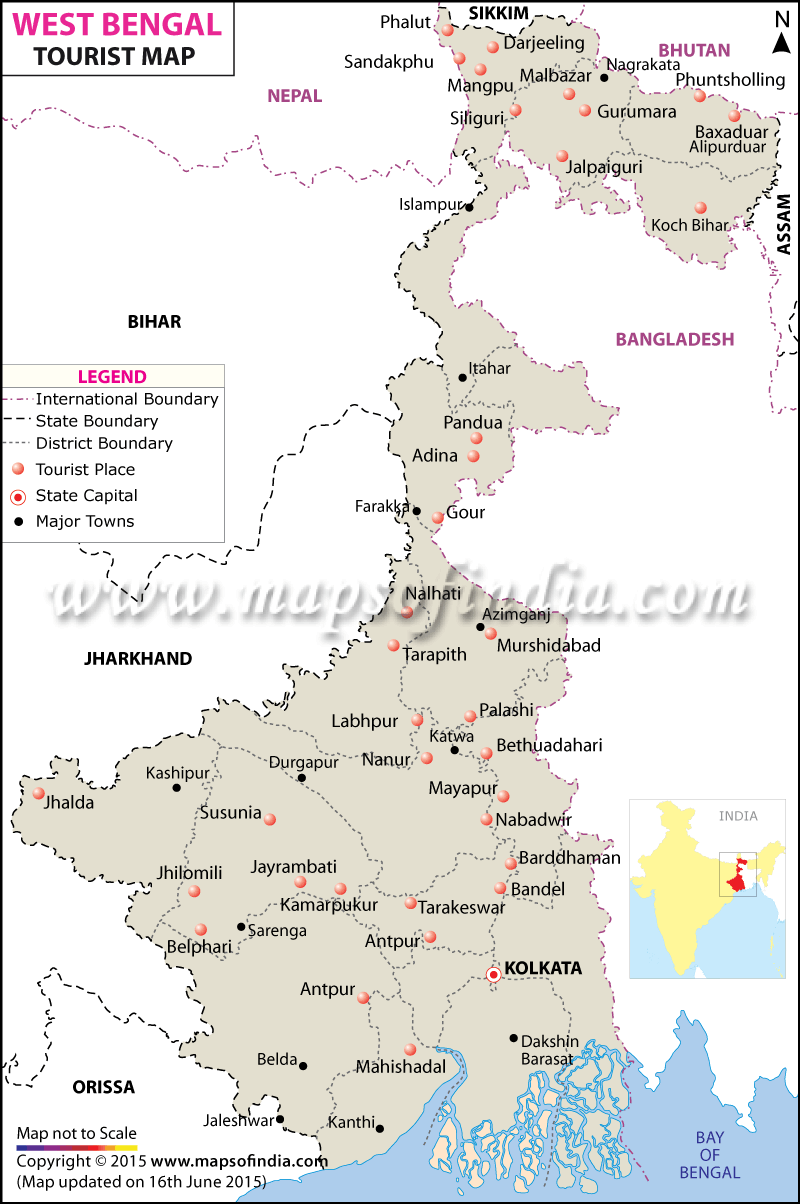 WEST BENGAL
TOURIST MAP
SIKKIM
N
Phalut
Darjeeling
BHUTAN
Sandakphu
Nagrakata
Malbazar
Phuntsholling
Mangpu
NEPAL
Siliguri
Gurumara
Baxaduar
Alipurduar
Jalpaiguri
Islampur
Koch Bihar
ASSAM
BIHAR
BANGLADESH
Itahar
LEGEND
International Boundary
State Boundary
District Boundary
Tourist Place
State Capital
Major Towns
Pandua
Adina
Farakka
Gour
www.mapsofindia.com
Nalhati
Azimganj
Murshidabad
Tarapith
JHARKHAND
Labhpur
Palashi
Katwa
Bethuadahari
Nanur
Durgapur
Kashipur
Mayapur
Jhalda
Susunia
Nabadwir
INDIA
Barddhaman
Jhilomili
Jayrambati
Bandel
Kamarpukur
Tarakeswar
Sarenga
Belphari
Antpur
KOLKATA
Antpur
Dakshin
Barasat
Belda
Mahishadal
ORISSA
Jaleshwar
Kanthi
BAY
OF
BENGAL
Map not to Scale
Copyright © 2015 www.mapsofindia.com
(Map updated on 16th June 2015)